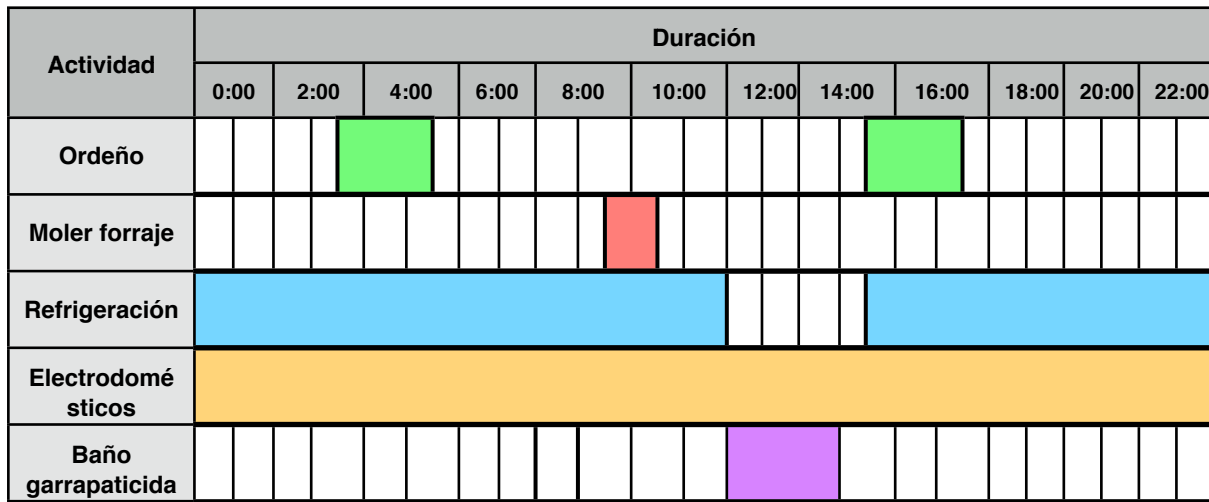 Actividad
Duración
0:00 2:00 4:00 6:00 8:00 10:00 12:00 14:00 16:00 18:00 20:00 22:00
Ordeño
Moler forraje
Refrigeración
Electrodomé
sticos
Baño
garrapaticida